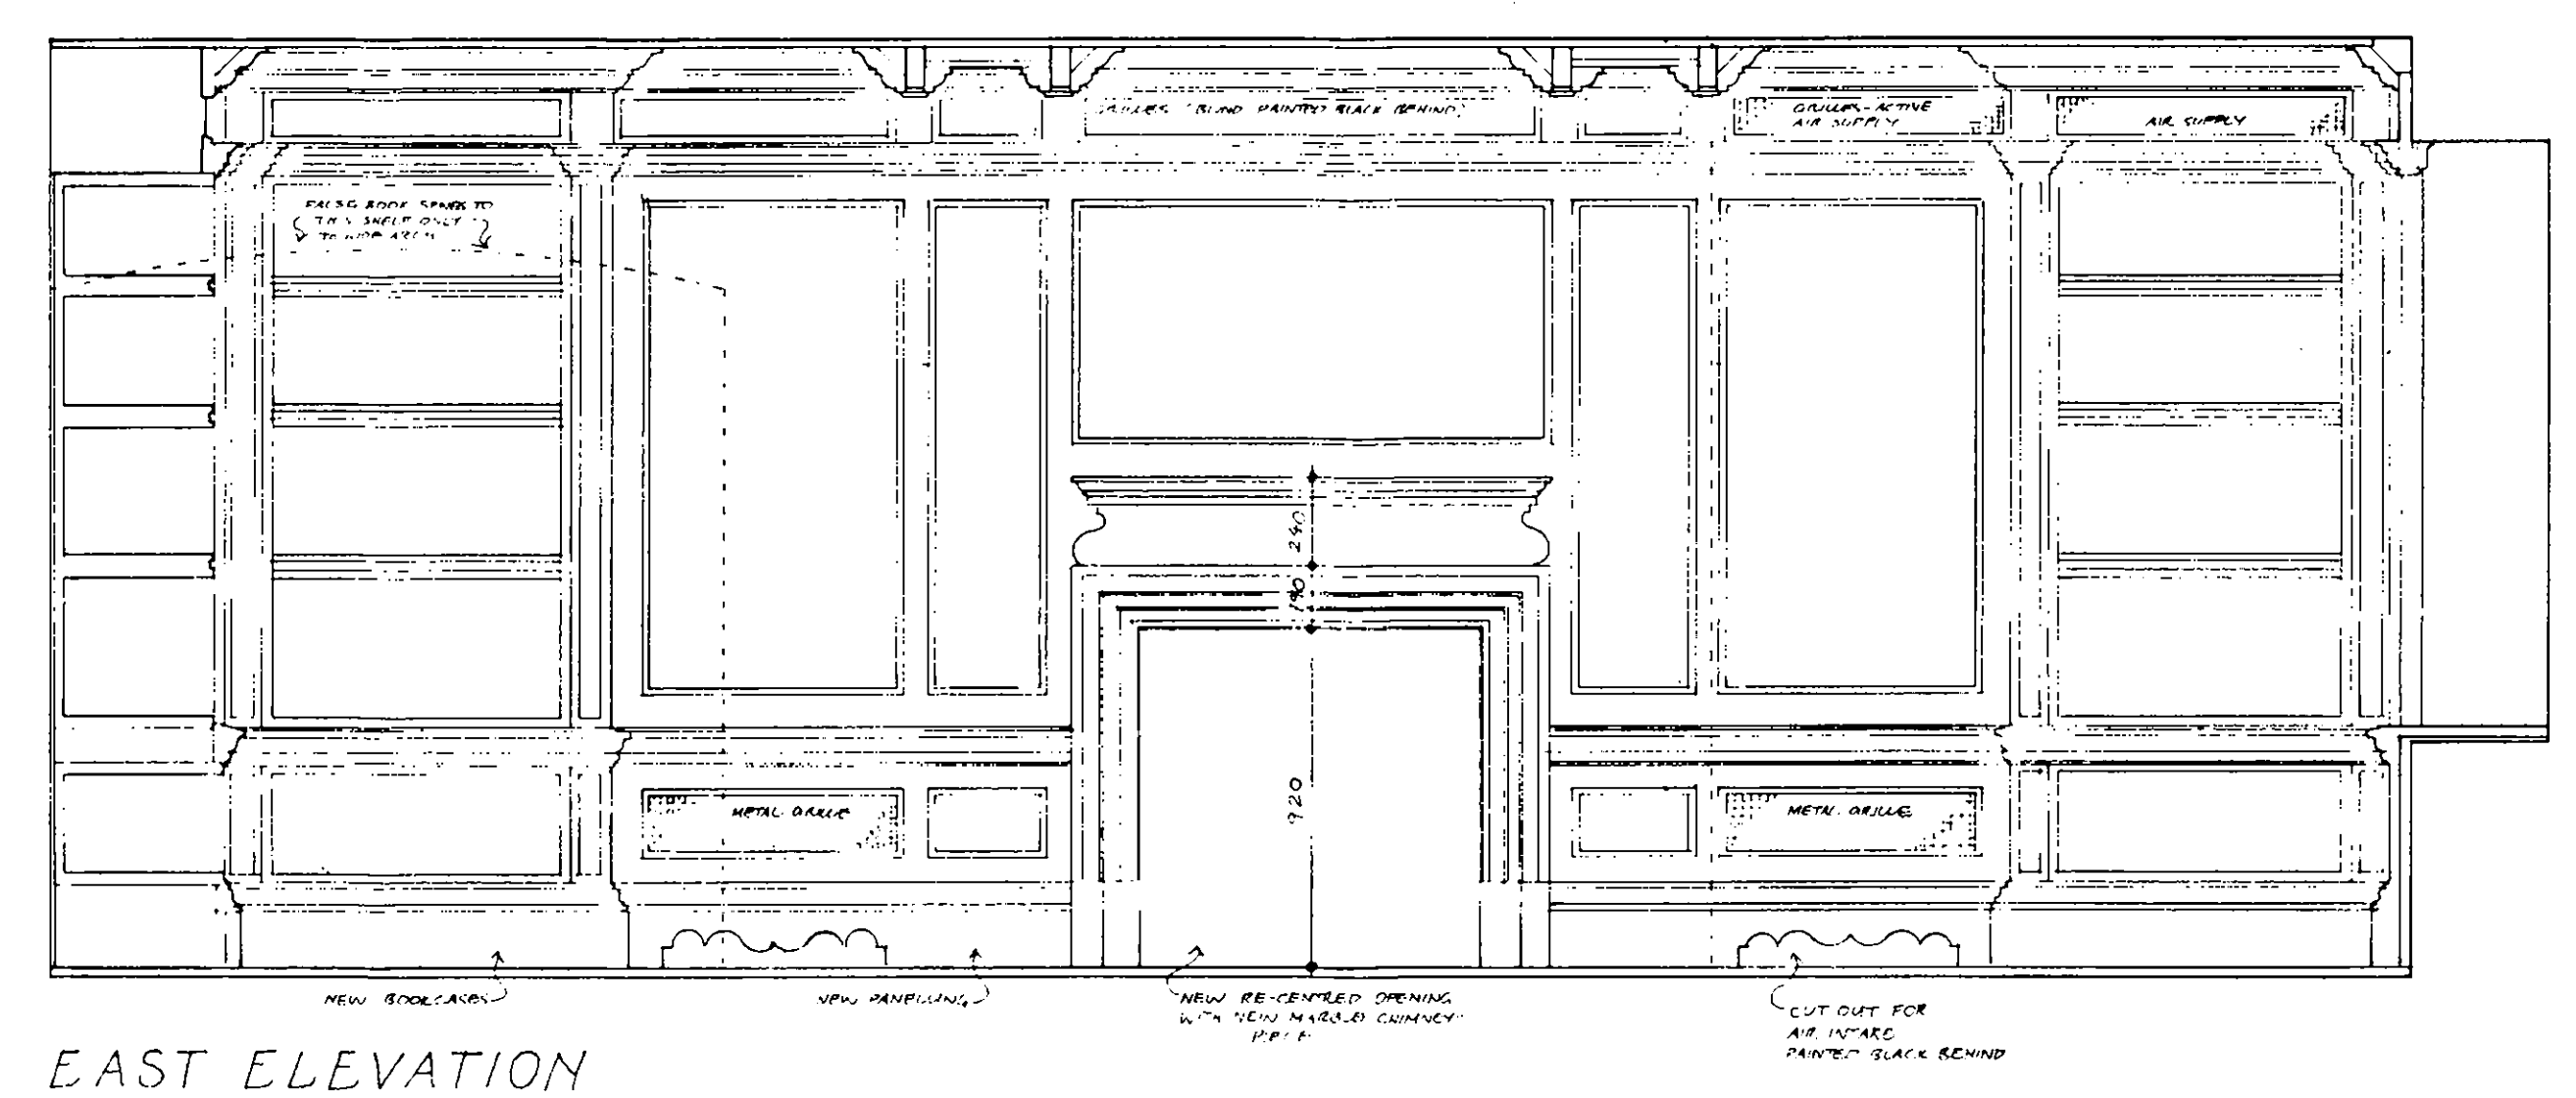 GRILLES (BLIND PAINTED BLACK BEHIND)
GRILLES - ACTIVE
AIR SUPPLY
AIR SUPPLY
FALSE BOOK SPINES TO
THIS SHELF ONLY
TO ARCH
240
190
920
METAL GRILLE
METAL GRILLE
NEW BOOKCASES
NEW PANELLING
NEW RE-CENTRED OPENING
WITH NEW MARBLE CHIMNEY
PIECE
CUT OUT FOR
AIR INTAKE
PAINTED BLACK BEHIND
EAST ELEVATION